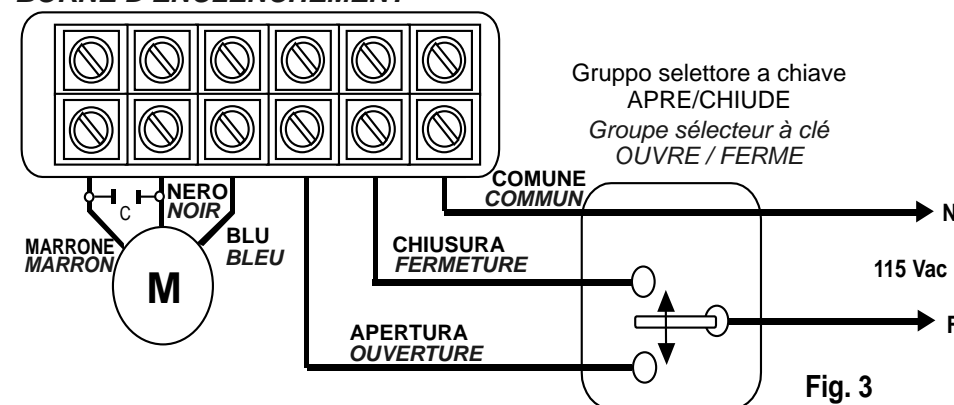 BORNE D'ENCLENCHEMENT
Gruppo selettore a chiave
APRE/CHIUDE
Groupe sélecteur à clé
OUVRE / FERME
COMUNE
COMMUN
N
C
NERO
NOIR
MARRONE
MARRON
BLU
BLEU
M
CHIUSURA
FERMETURE
115 Vac
F
APERTURA
OUVERTURE
Fig. 3